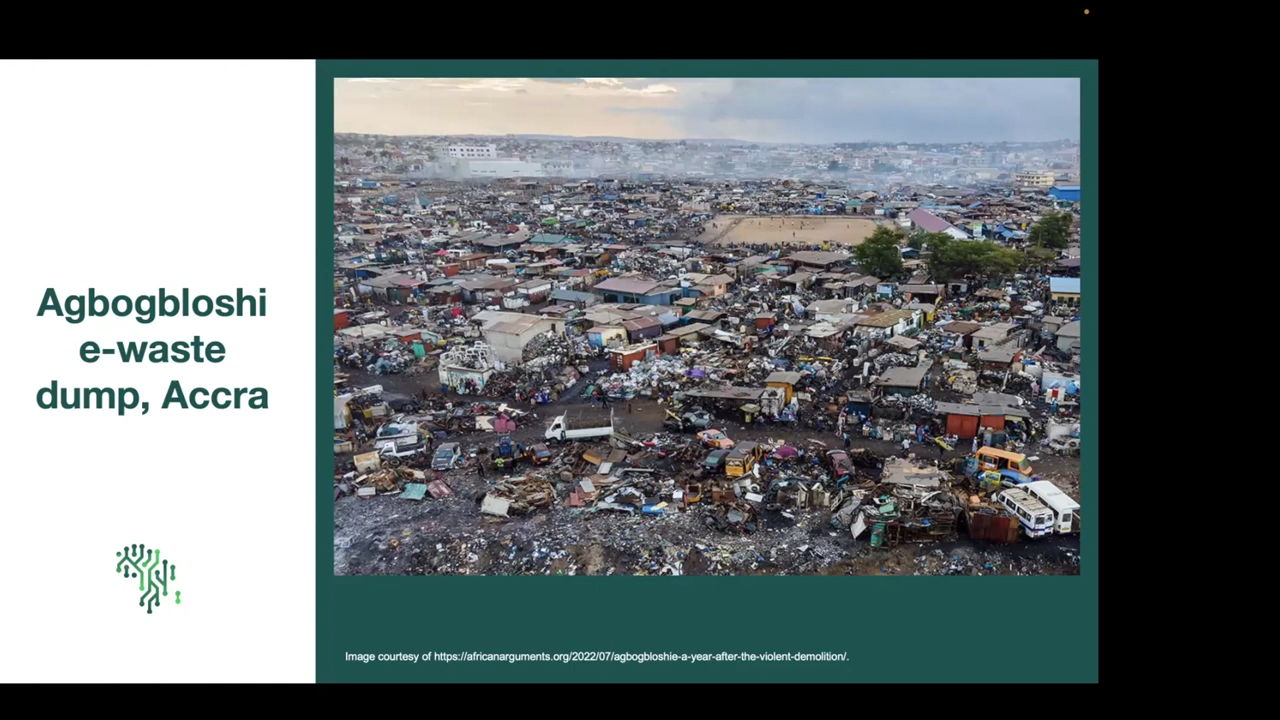 Agbogbloshi
e-waste
dump, Accra
Image courtesy of https://africanarguments.org/2022/07/agbogbloshie-a-year-after-the-violent-demolition/.